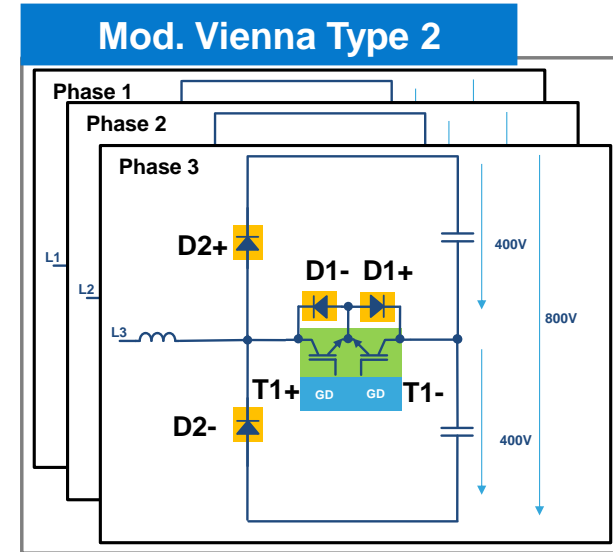 Mod. Vienna Type 2
Phase 1
Phase 2
Phase 3
D2+
400V
L1
D1- D1+
L2
L3
800V
T1+ GD GD T1-
D2-
400V